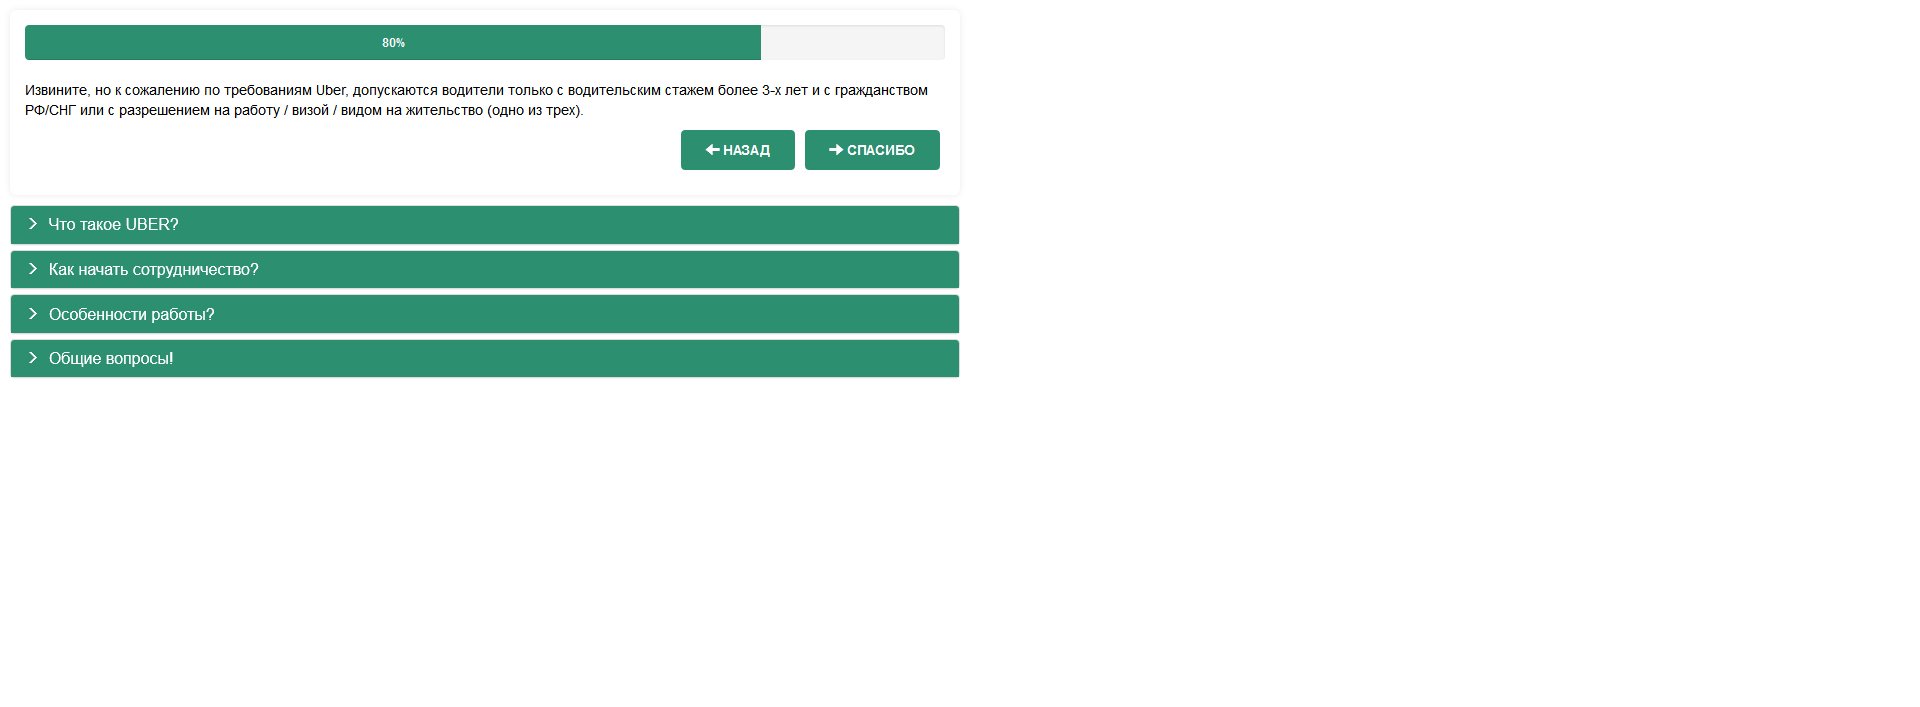 80%
Извините, но к сожалению по требованиям Uber, допускаются водители только с водительским стажем более 3-х лет и с гражданством
РФ/СНГ или с разрешением на работу / визой / видом на жительство (одно из трех).
НАЗАД СПАСИБО
Что такое UBER?
Как начать сотрудничество?
Особенности работы?
Общие вопросы!